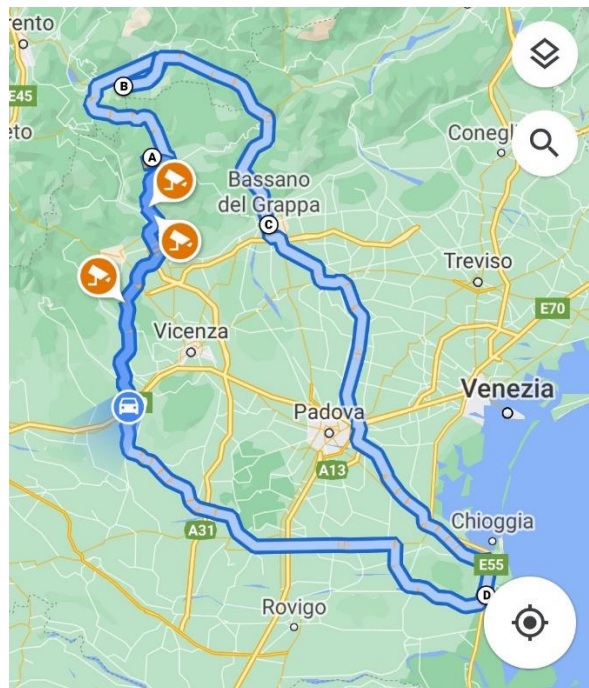 rento
E45
eto
B
A
Conegl
Bassano
del Grappa
C
Treviso
E70
Vicenza
Venezia
Padova
A13
Chioggia
A31
E55
D
Rovigo